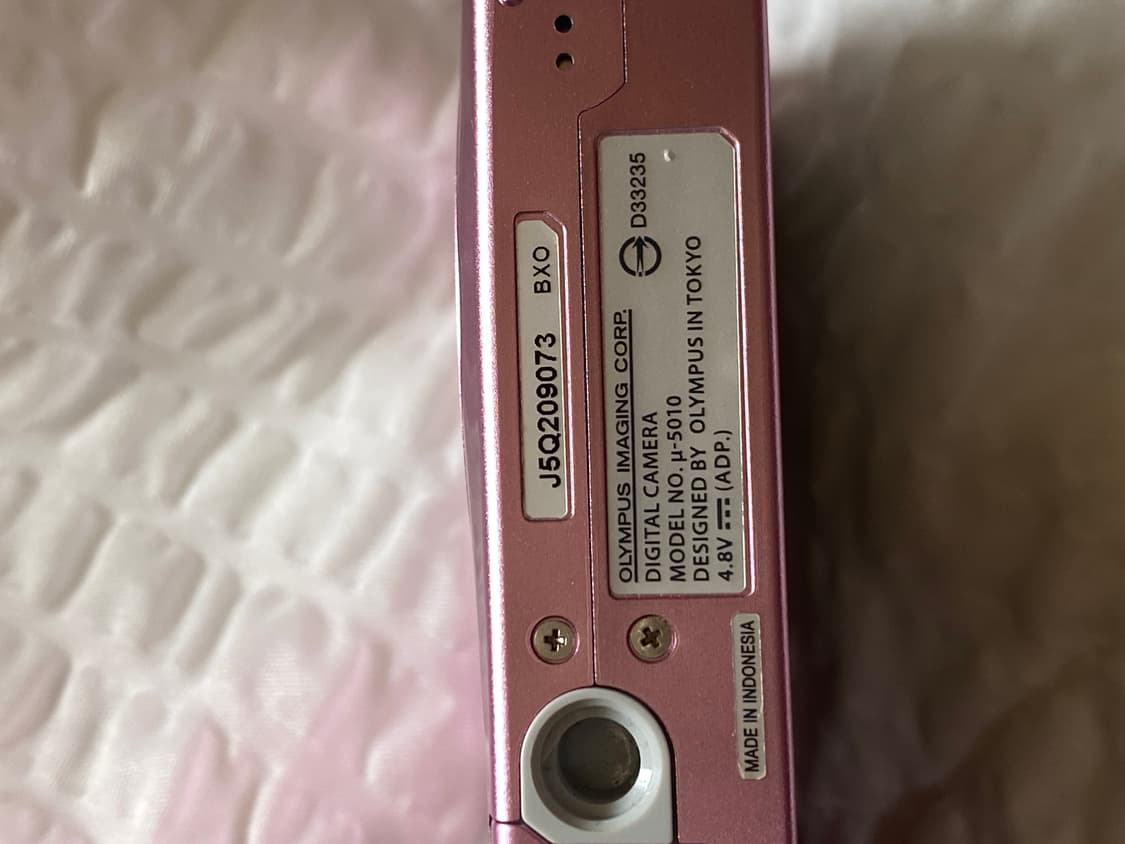 J5Q209073 BXO
OLYMPUS IMAGING CORP.
DIGITAL CAMERA D33235
MODEL NO. μ-5010
DESIGNED BY OLYMPUS IN TOKYO
4.8V (ADP.)
MADE IN INDONESIA